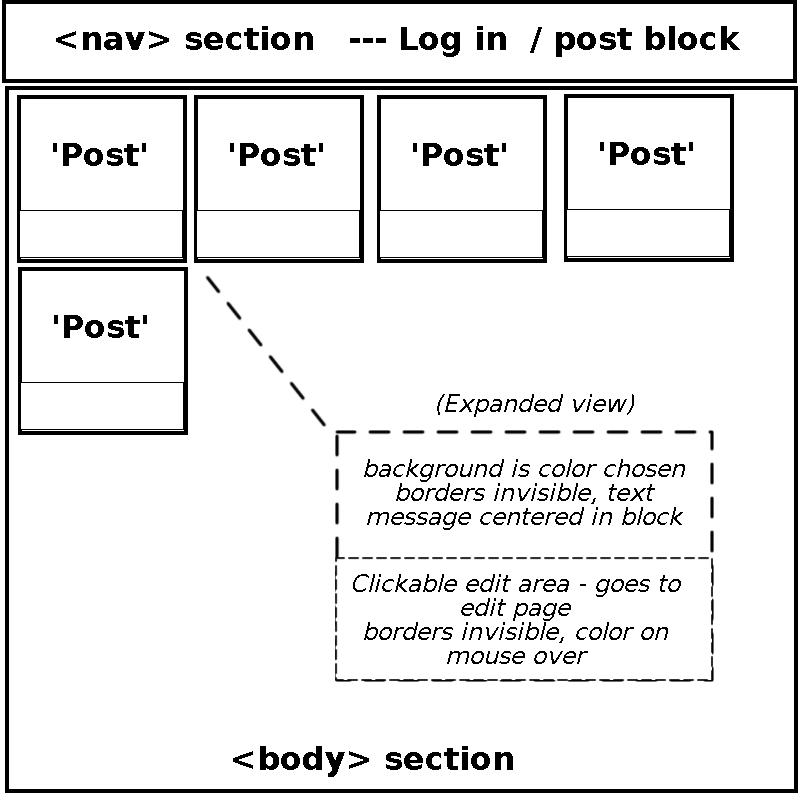 <nav> section --- Log in / post block
'Post'
'Post'
'Post'
'Post'
'Post'
(Expanded view)
background is color chosen
borders invisible, text
message centered in block
Clickable edit area - goes to
edit page
borders invisible, color on
mouse over
<body> section